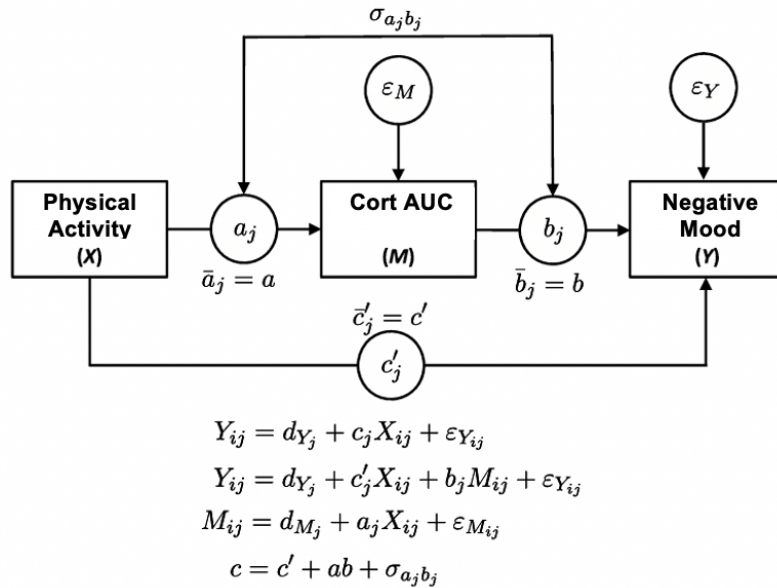 σ_{a_j b_j}
ε_M
ε_Y
Physical
Activity
(X)
a_j
Cort AUC
(M)
b_j
Negative
Mood
(Y)
ā_j = a
b̄_j = b
c̄′_j = c′
c′_j
Y_{ij} = d_{Y_j} + c_j X_{ij} + ε_{Y_{ij}}
Y_{ij} = d_{Y_j} + c′_j X_{ij} + b_j M_{ij} + ε_{Y_{ij}}
M_{ij} = d_{M_j} + a_j X_{ij} + ε_{M_{ij}}
c = c′ + ab + σ_{a_j b_j}